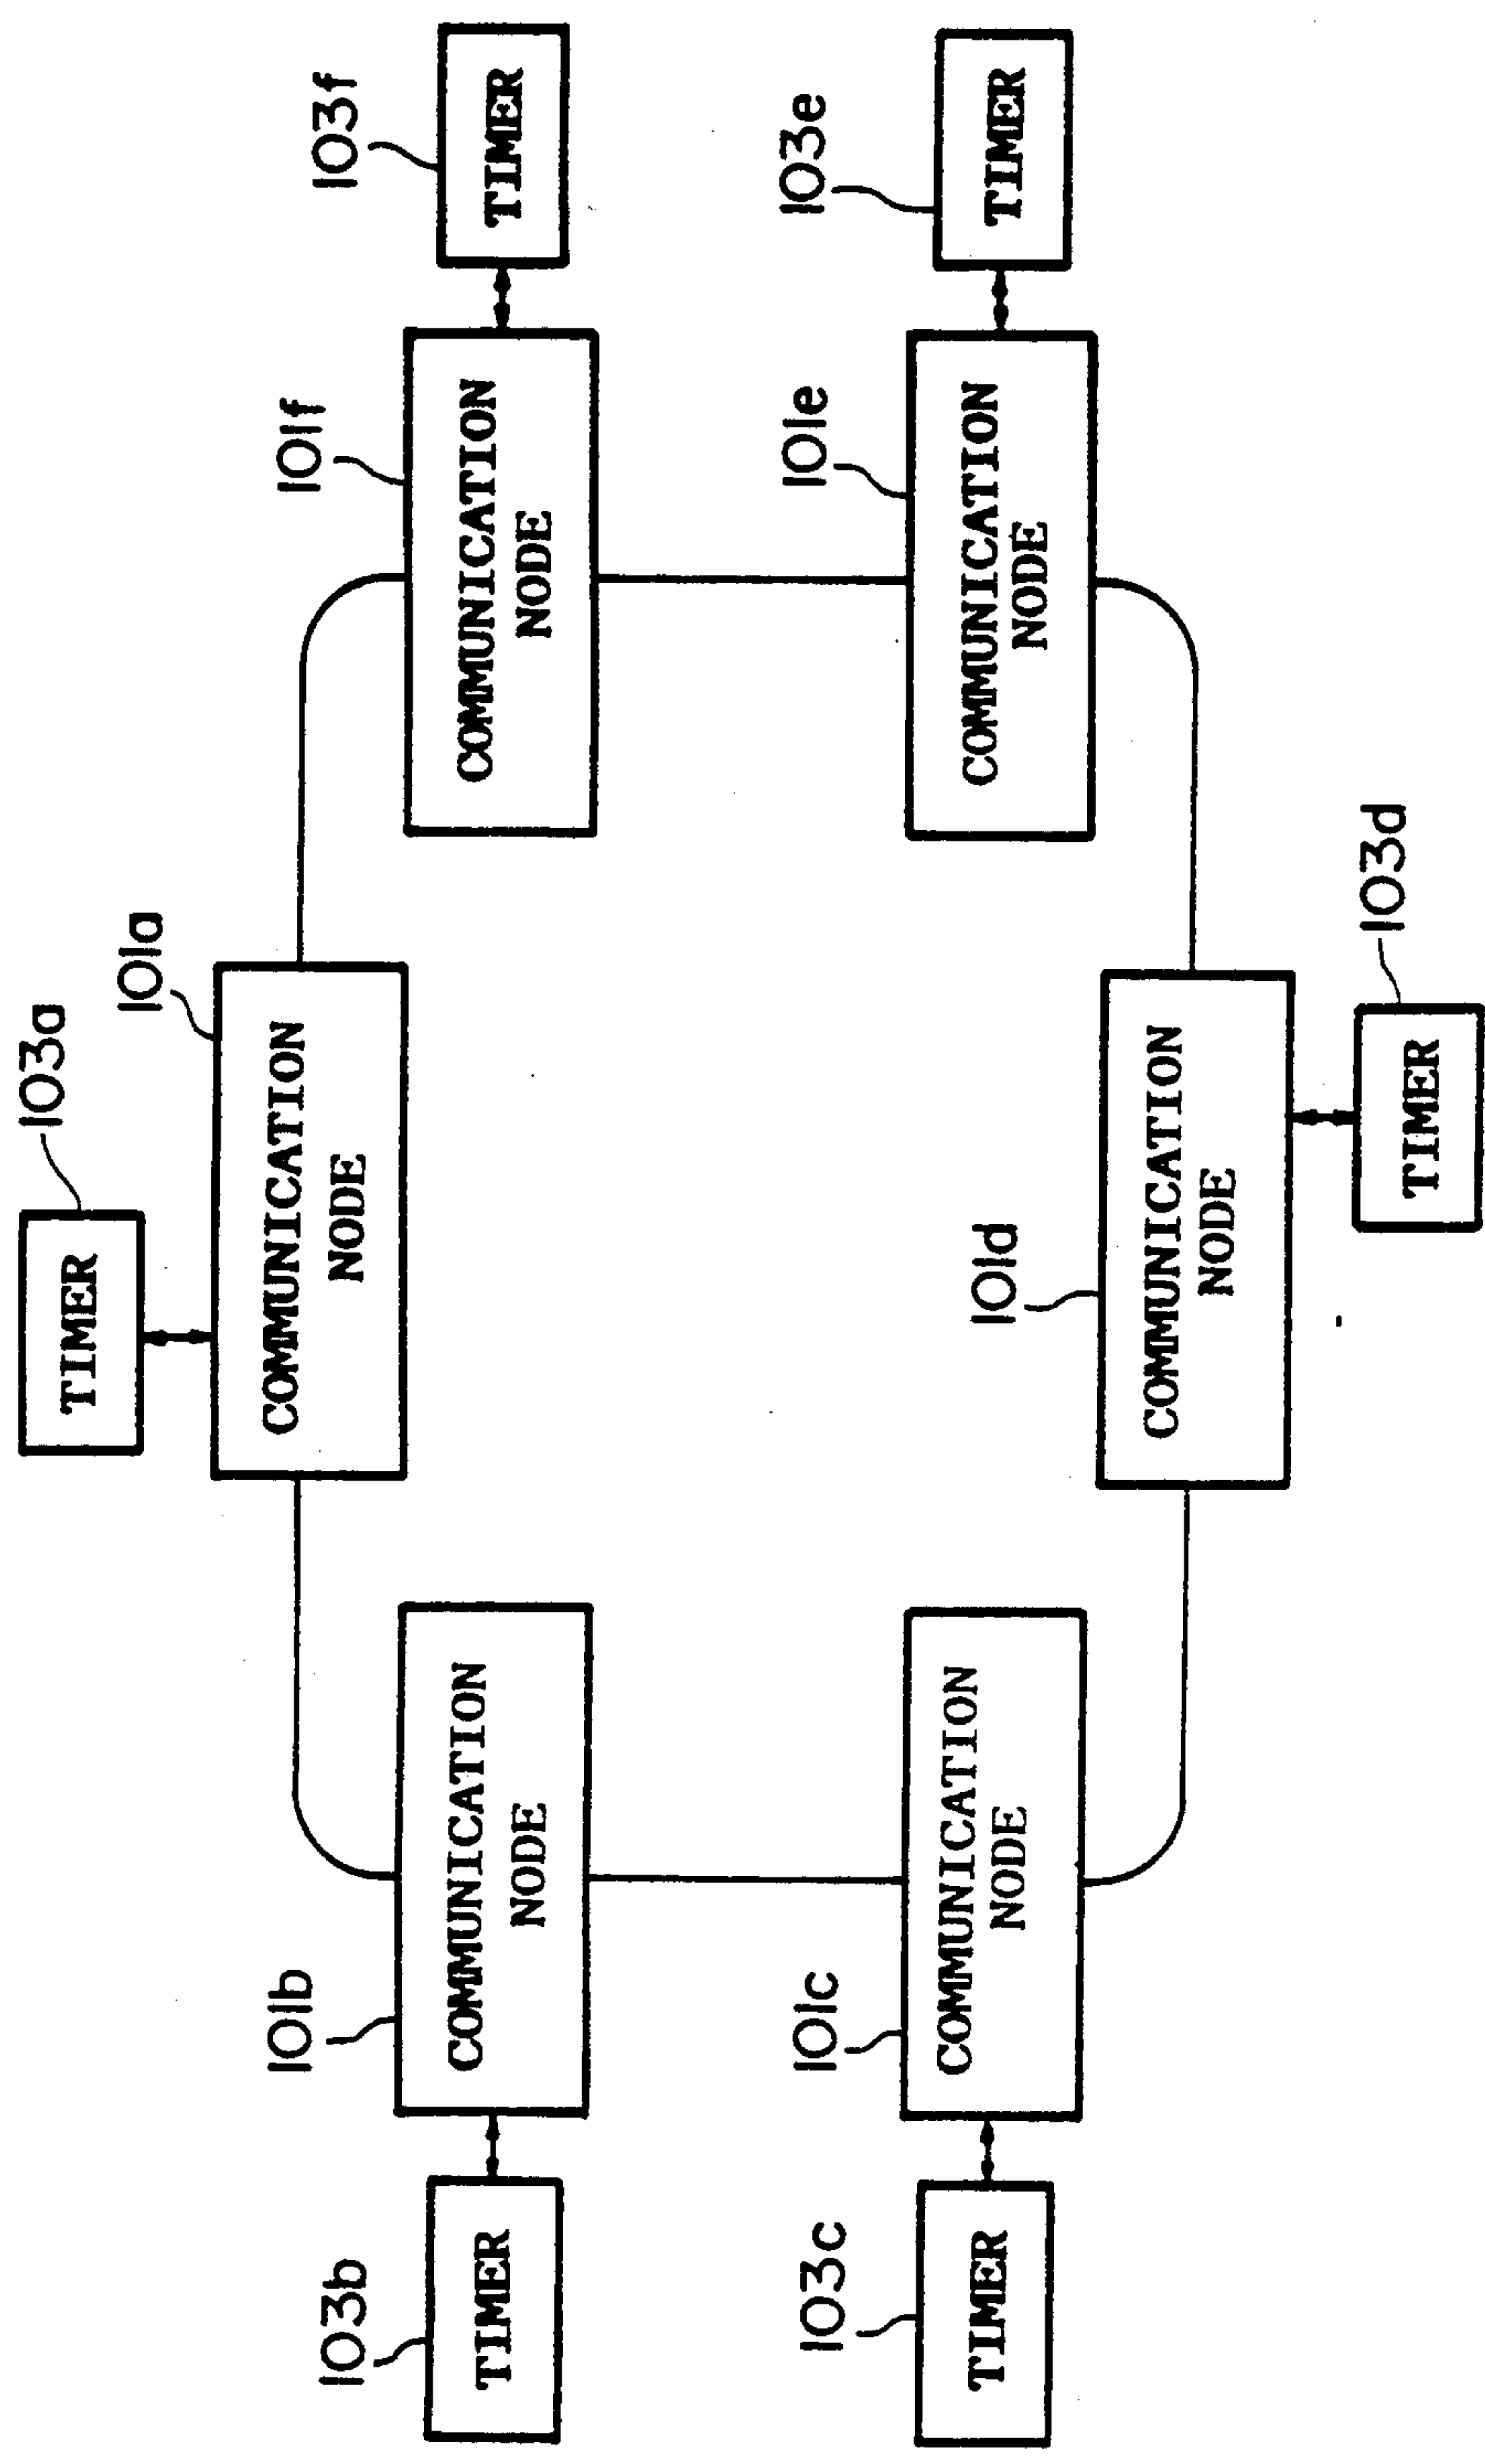 103a
TIMER
101a
COMMUNICATION
NODE
101b
COMMUNICATION
NODE
103b
TIMER
101f
COMMUNICATION
NODE
103f
TIMER
101c
COMMUNICATION
NODE
103c
TIMER
101e
COMMUNICATION
NODE
103e
TIMER
101d
COMMUNICATION
NODE
103d
TIMER